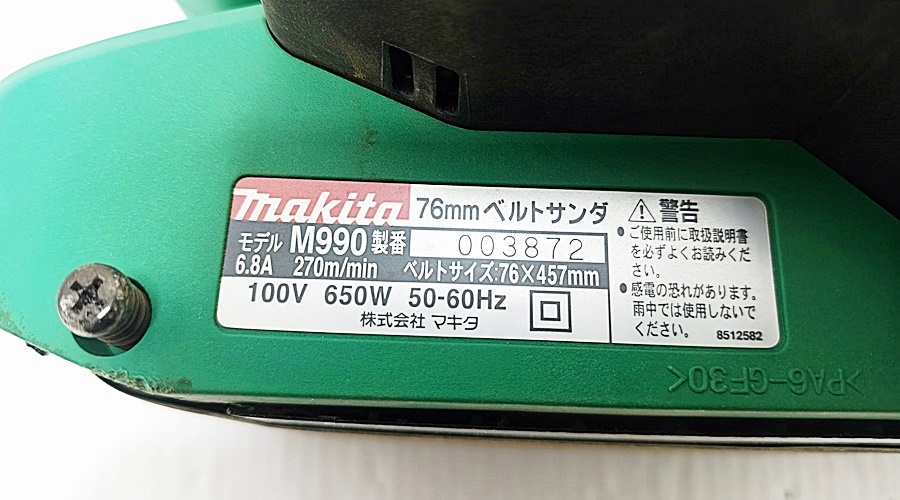 makita 76mm ベルトサンダ
モデル M990 製番 003872
6.8A 270m/min ベルトサイズ:76×457mm
100V 650W 50-60Hz
株式会社 マキタ
⚠警告
●ご使用前に取扱説明書
を必ずよくお読みくだ
さい。
●感電の恐れがあります。
雨中では使用しないで
ください。
8512582
>PA6-GF30<